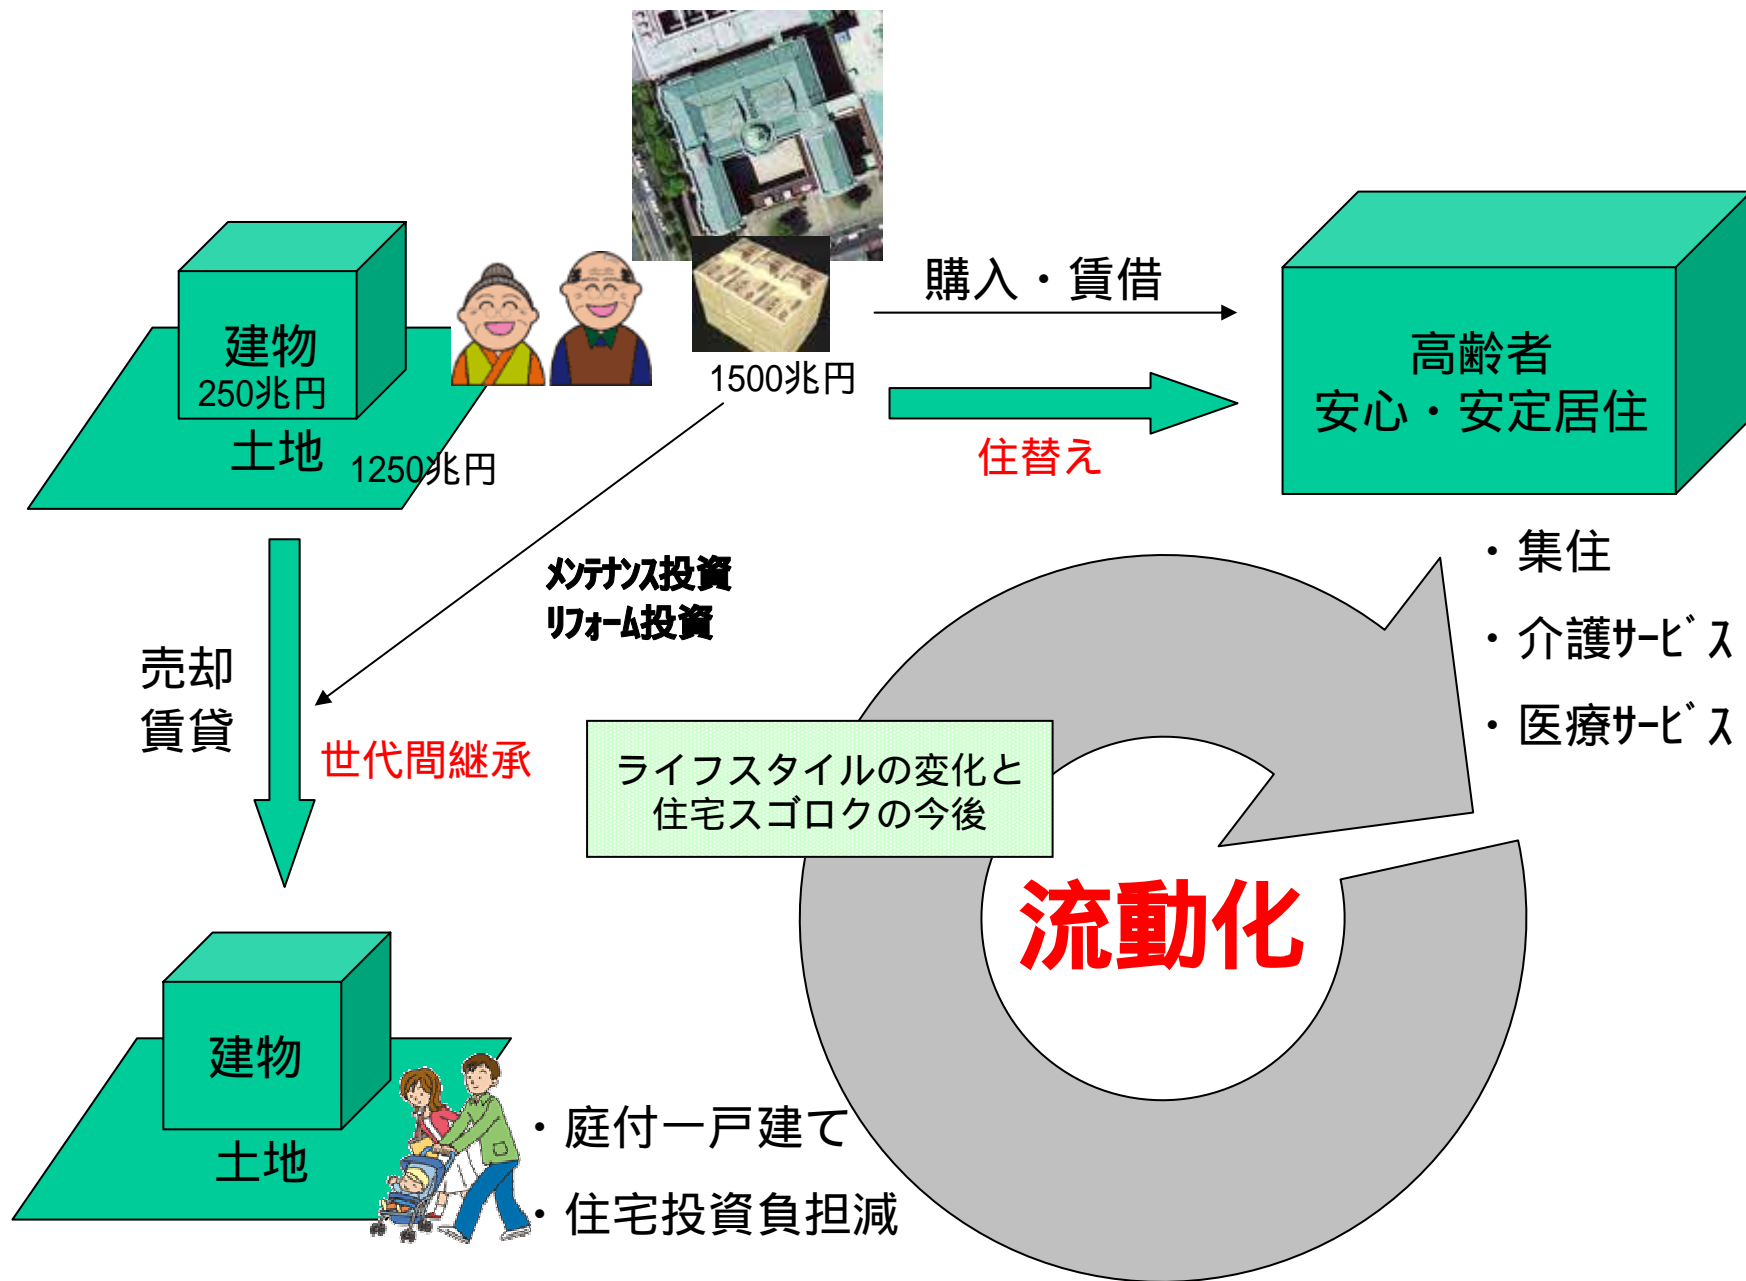 建物
250兆円
土地
1250兆円
1500兆円
購入・賃借
住替え
高齢者
安心・安定居住
・集住
・介護サービス
・医療サービス
メンテナンス投資
リフォーム投資
売却
賃貸
世代間継承
ライフスタイルの変化と
住宅スゴロクの今後
流動化
建物
土地
・庭付一戸建て
・住宅投資負担減